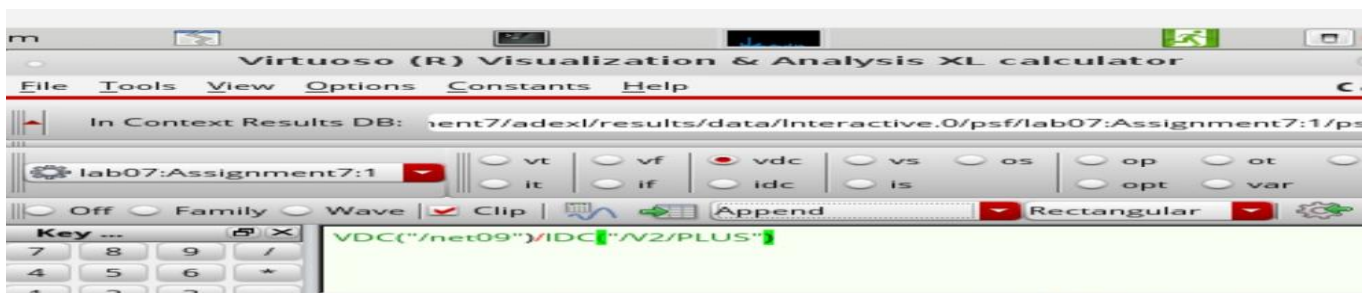 m
Virtuoso (R) Visualization & Analysis XL calculator
File Tools View Options Constants Help
In Context Results DB: ment7/adexl/results/data/Interactive.0/psf/lab07:Assignment7:1/ps
lab07:Assignment7:1 vt vf vdc vs os op ot
it if idc is opt var
Off Family Wave Clip Append Rectangular
Key ... VDC("/net09")/IDC("/V2/PLUS")
7 8 9 /
4 5 6 *